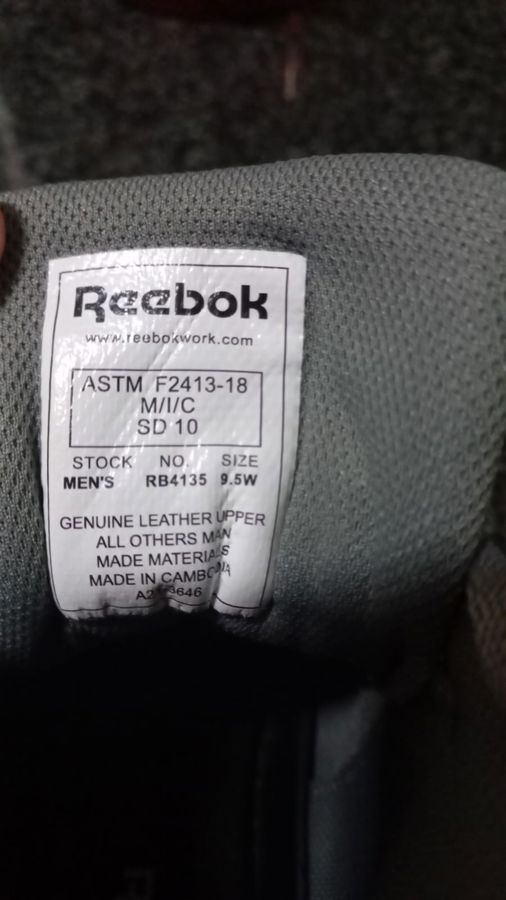 Reebok
www.reebokwork.com
ASTM F2413-18
M/I/C
SD 10
STOCK NO. SIZE
MEN'S RB4135 9.5W
GENUINE LEATHER UPPER
ALL OTHERS MAN
MADE MATERIALS
MADE IN CAMBODIA